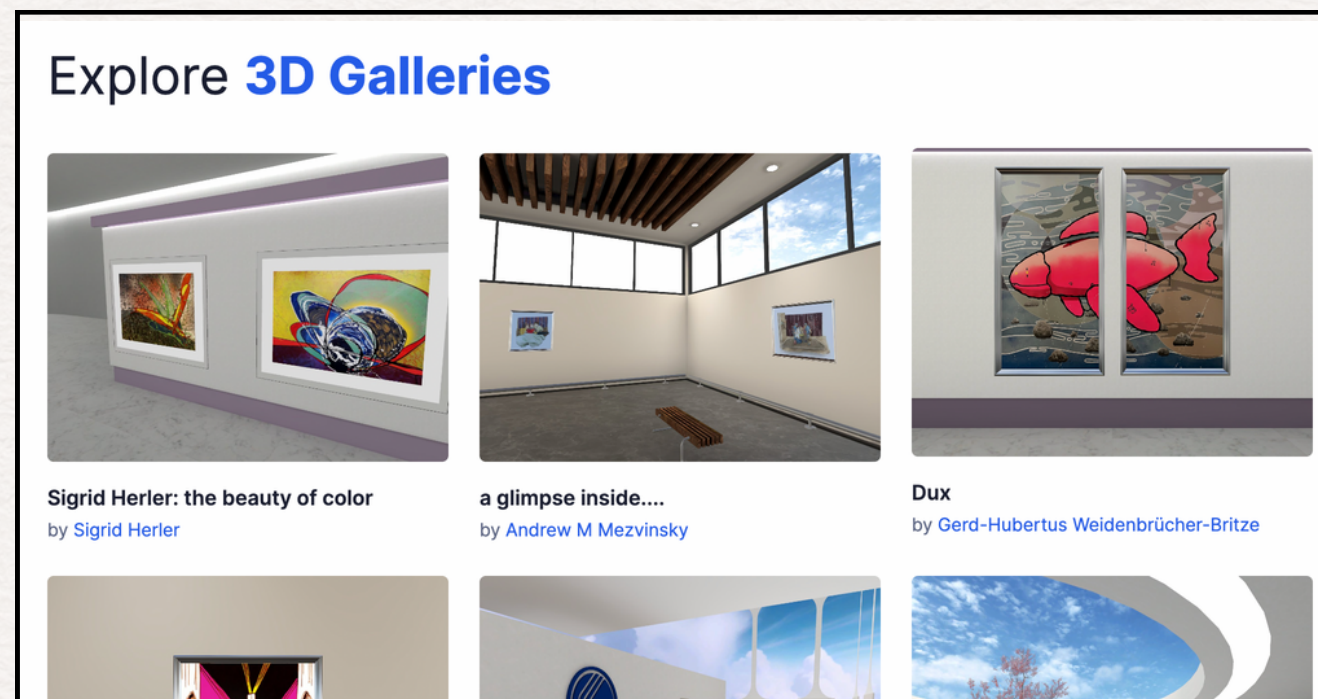 Explore 3D Galleries
Sigrid Herler: the beauty of color
by Sigrid Herler
a glimpse inside....
by Andrew M Mezvinsky
Dux
by Gerd-Hubertus Weidenbrücher-Britze